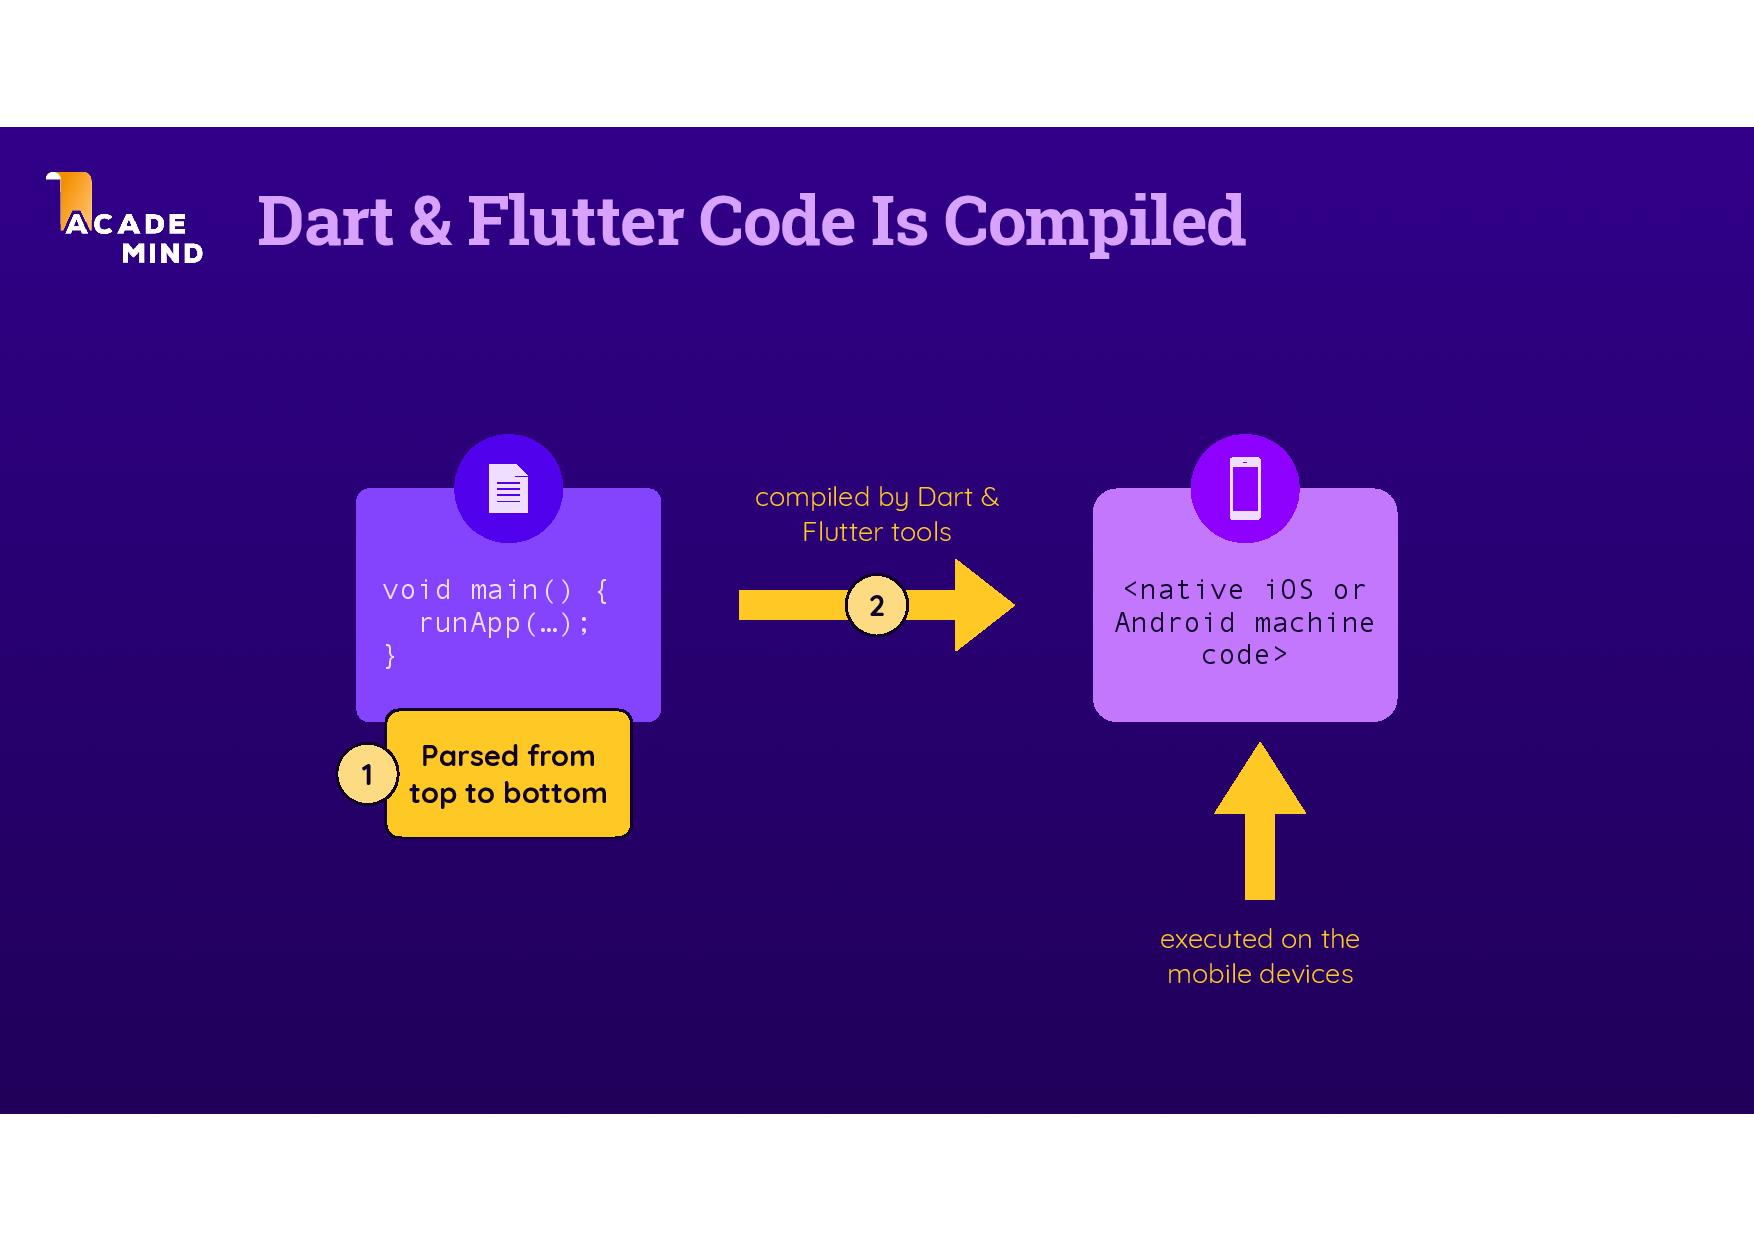 ACADE
MIND
Dart & Flutter Code Is Compiled
void main() {
  runApp(…);
}
1
Parsed from
top to bottom
compiled by Dart &
Flutter tools
2
<native iOS or
Android machine
code>
executed on the
mobile devices